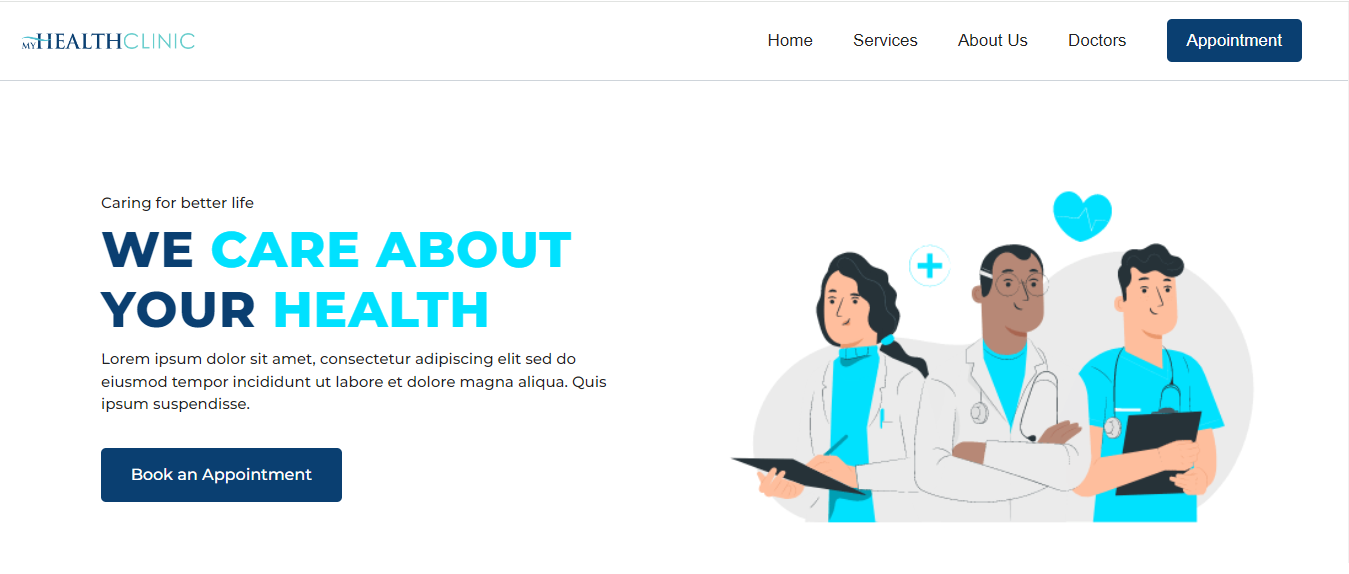 MYHEALTHCLINIC
Home Services About Us Doctors Appointment
Caring for better life
WE CARE ABOUT
YOUR HEALTH
Lorem ipsum dolor sit amet, consectetur adipiscing elit sed do
eiusmod tempor incididunt ut labore et dolore magna aliqua. Quis
ipsum suspendisse.
Book an Appointment